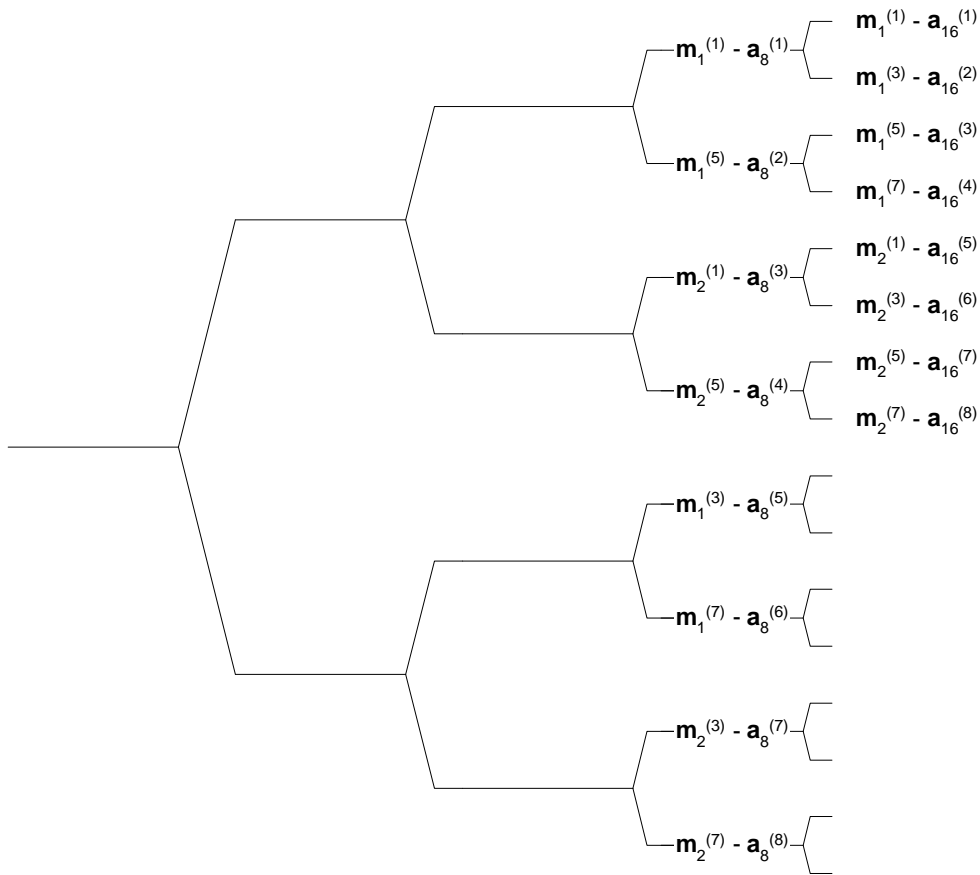 m₁⁽¹⁾ - a₁₆⁽¹⁾
m₁⁽¹⁾ - a₈⁽¹⁾
m₁⁽³⁾ - a₁₆⁽²⁾
m₁⁽⁵⁾ - a₁₆⁽³⁾
m₁⁽⁵⁾ - a₈⁽²⁾
m₁⁽⁷⁾ - a₁₆⁽⁴⁾
m₂⁽¹⁾ - a₁₆⁽⁵⁾
m₂⁽¹⁾ - a₈⁽³⁾
m₂⁽³⁾ - a₁₆⁽⁶⁾
m₂⁽⁵⁾ - a₁₆⁽⁷⁾
m₂⁽⁵⁾ - a₈⁽⁴⁾
m₂⁽⁷⁾ - a₁₆⁽⁸⁾
m₁⁽³⁾ - a₈⁽⁵⁾
m₁⁽⁷⁾ - a₈⁽⁶⁾
m₂⁽³⁾ - a₈⁽⁷⁾
m₂⁽⁷⁾ - a₈⁽⁸⁾